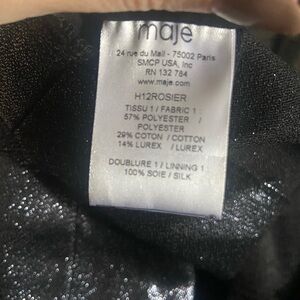 maje
24 rue du Mail - 75002 Paris
SMCP USA, Inc
RN 132 784
www.maje.com
H12ROSIER
TISSU 1 / FABRIC 1 :
57% POLYESTER /
POLYESTER
29% COTON / COTTON
14% LUREX / LUREX
DOUBLURE 1 / LINNING 1
100% SOIE / SILK